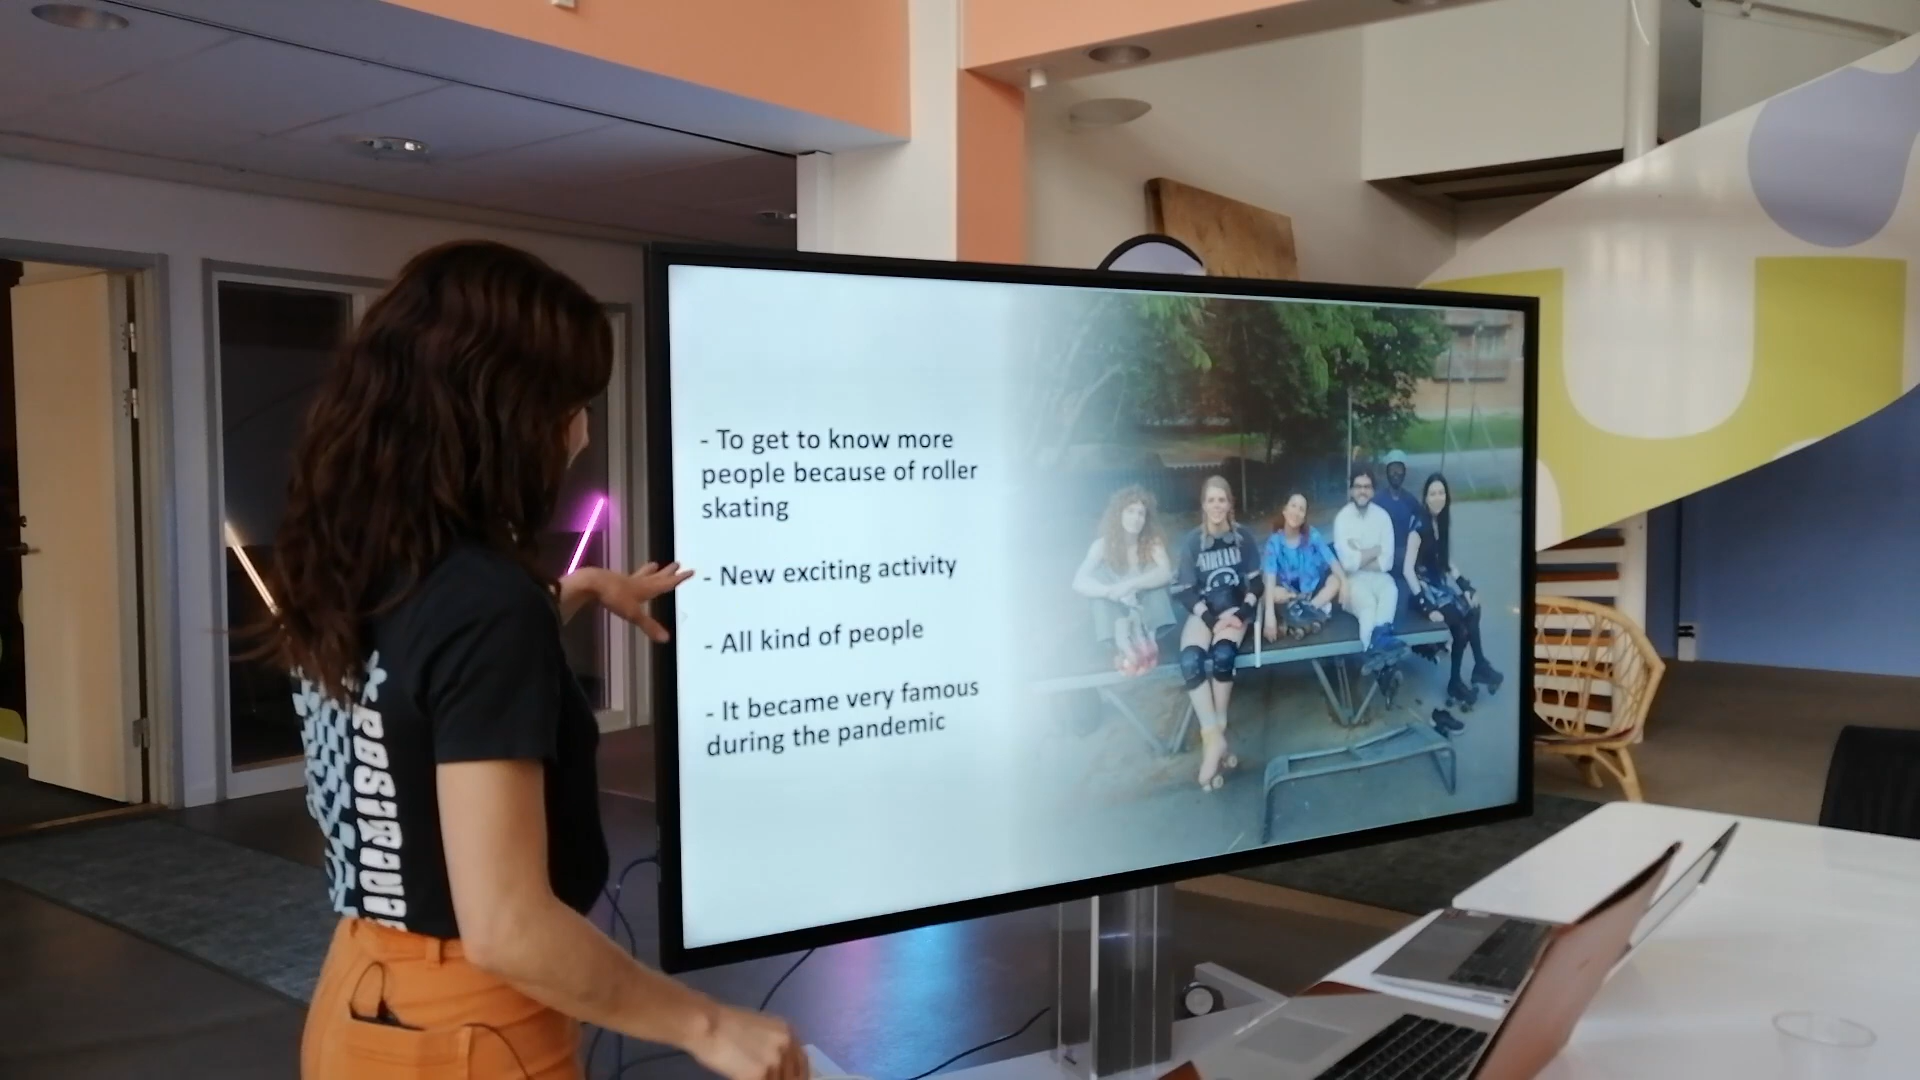 - To get to know more
people because of roller
skating
- New exciting activity
- All kind of people
- It became very famous
during the pandemic
NIRVANA